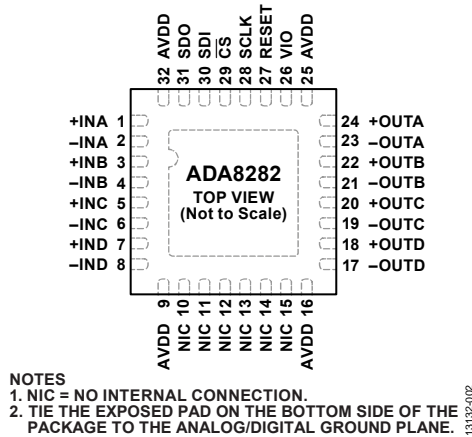 32 AVDD
31 SDO
30 SDI
29 CS
28 SCLK
27 RESET
26 VIO
25 AVDD
+INA 1
–INA 2
+INB 3
–INB 4
+INC 5
–INC 6
+IND 7
–IND 8
ADA8282
TOP VIEW
(Not to Scale)
24 +OUTA
23 –OUTA
22 +OUTB
21 –OUTB
20 +OUTC
19 –OUTC
18 +OUTD
17 –OUTD
AVDD 9
NIC 10
NIC 11
NIC 12
NIC 13
NIC 14
NIC 15
AVDD 16
NOTES
1. NIC = NO INTERNAL CONNECTION.
2. TIE THE EXPOSED PAD ON THE BOTTOM SIDE OF THE
PACKAGE TO THE ANALOG/DIGITAL GROUND PLANE.
13132-002